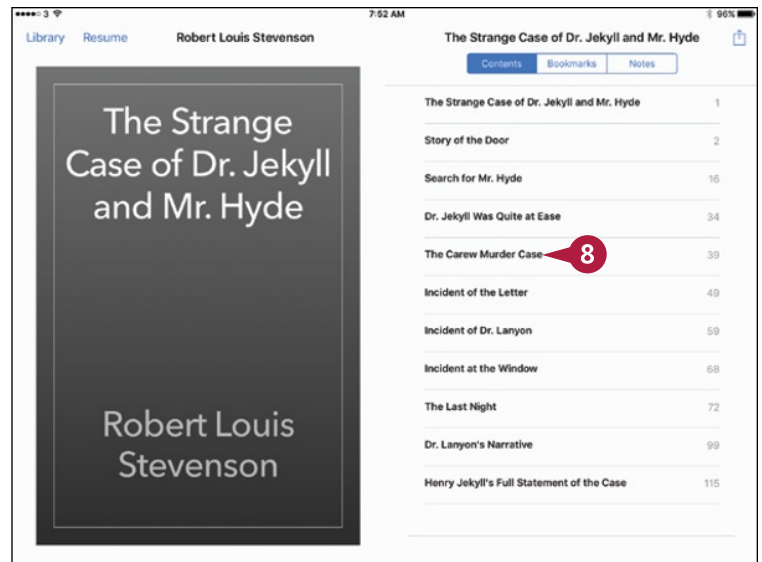 3 7:52 AM 96%
Library Resume Robert Louis Stevenson The Strange Case of Dr. Jekyll and Mr. Hyde
Contents Bookmarks Notes
The Strange
Case of Dr. Jekyll
and Mr. Hyde
Robert Louis
Stevenson
The Strange Case of Dr. Jekyll and Mr. Hyde 1
Story of the Door 2
Search for Mr. Hyde 16
Dr. Jekyll Was Quite at Ease 34
The Carew Murder Case 8 39
Incident of the Letter 49
Incident of Dr. Lanyon 59
Incident at the Window 68
The Last Night 72
Dr. Lanyon's Narrative 99
Henry Jekyll's Full Statement of the Case 115